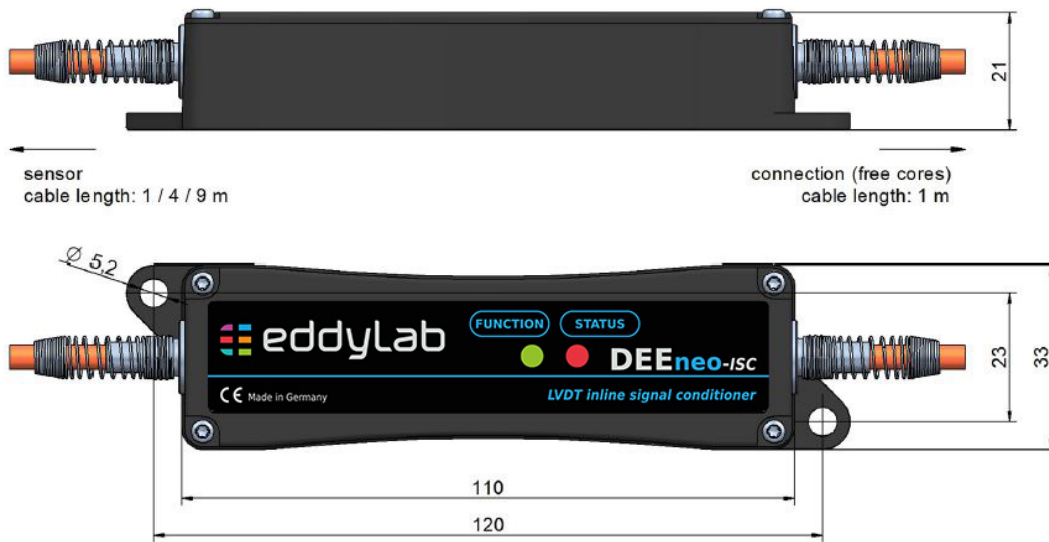 21
sensor
cable length: 1 / 4 / 9 m
connection (free cores)
cable length: 1 m
Ø 5,2
eddylab
FUNCTION STATUS
DEEneo-ISC
CE Made in Germany
LVDT inline signal conditioner
23
33
110
120